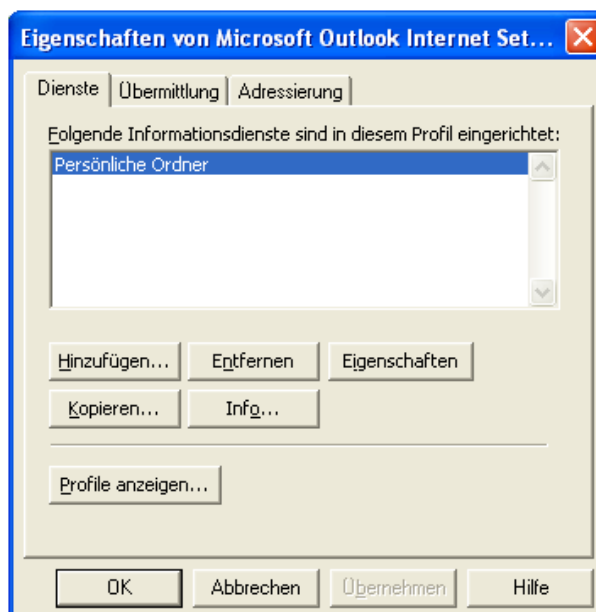 Eigenschaften von Microsoft Outlook Internet Set...
Dienste Übermittlung Adressierung
Folgende Informationsdienste sind in diesem Profil eingerichtet:
Persönliche Ordner
Hinzufügen... Entfernen Eigenschaften
Kopieren... Info...
Profile anzeigen...
OK Abbrechen Übernehmen Hilfe